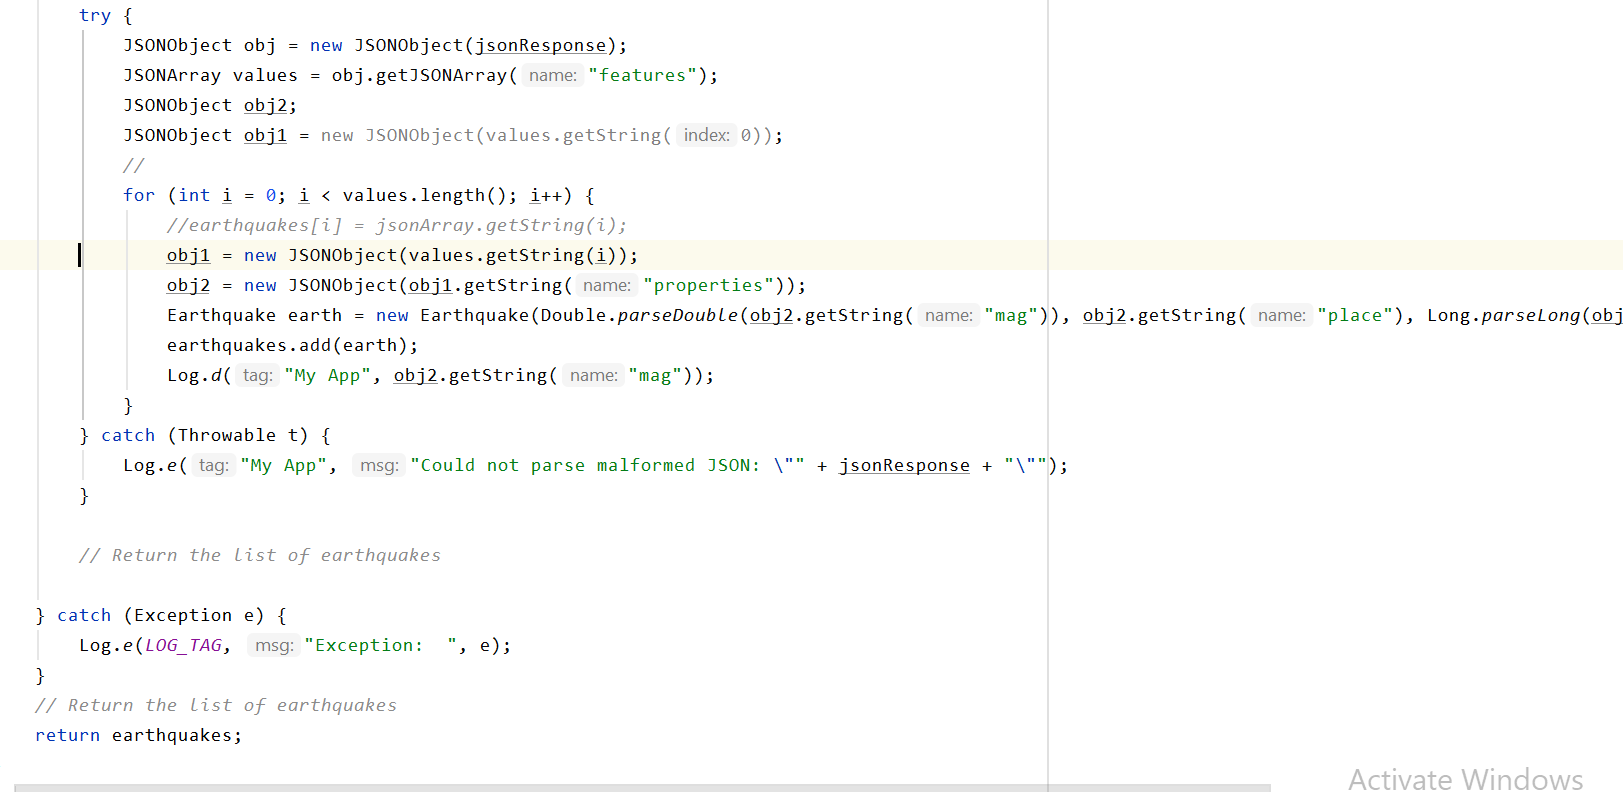 try {
JSONObject obj = new JSONObject(jsonResponse);
JSONArray values = obj.getJSONArray( name: "features");
JSONObject obj2;
JSONObject obj1 = new JSONObject(values.getString( index: 0));
//
for (int i = 0; i < values.length(); i++) {
//earthquakes[i] = jsonArray.getString(i);
obj1 = new JSONObject(values.getString(i));
obj2 = new JSONObject(obj1.getString( name: "properties"));
Earthquake earth = new Earthquake(Double.parseDouble(obj2.getString( name: "mag")), obj2.getString( name: "place"), Long.parseLong(obj
earthquakes.add(earth);
Log.d( tag: "My App", obj2.getString( name: "mag"));
}
} catch (Throwable t) {
Log.e( tag: "My App", msg: "Could not parse malformed JSON: \"" + jsonResponse + "\"");
}
// Return the list of earthquakes
} catch (Exception e) {
Log.e(LOG_TAG, msg: "Exception:  ", e);
}
// Return the list of earthquakes
return earthquakes;
Activate Windows